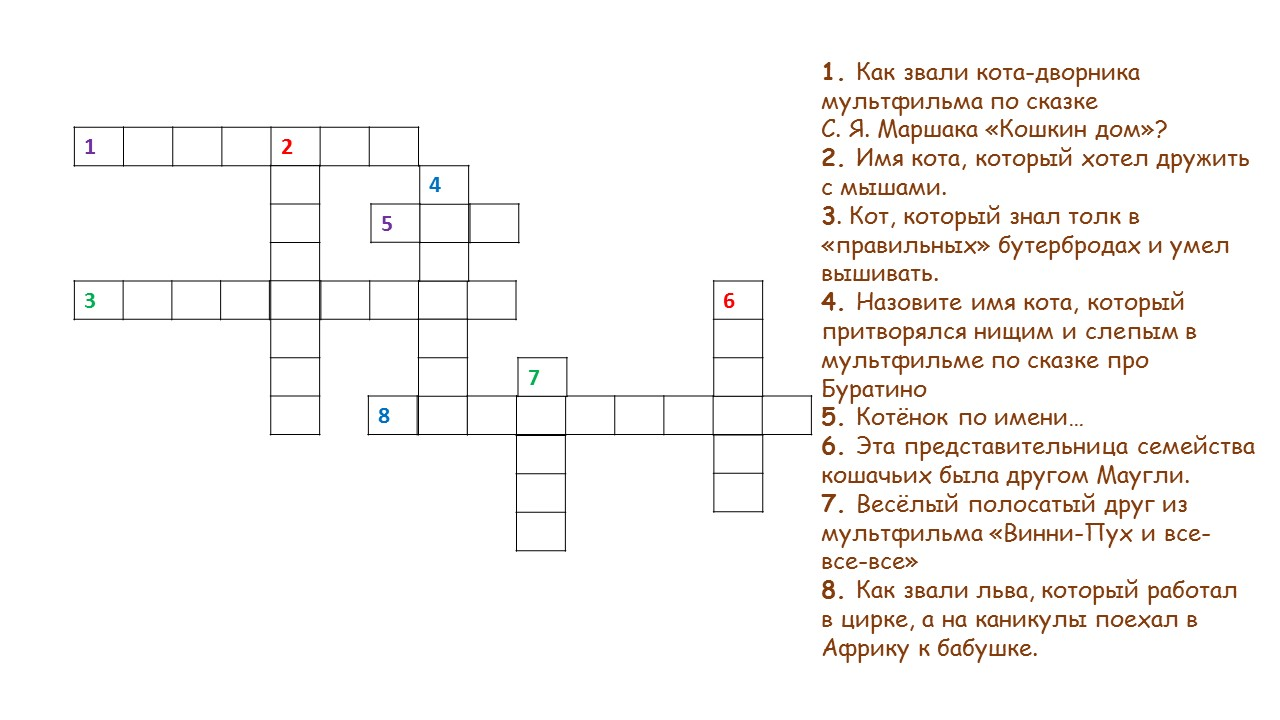 1
2
4
5
3
6
7
8
1. Как звали кота-дворника
мультфильма по сказке
С. Я. Маршака «Кошкин дом»?
2. Имя кота, который хотел дружить
с мышами.
3. Кот, который знал толк в
«правильных» бутербродах и умел
вышивать.
4. Назовите имя кота, который
притворялся нищим и слепым в
мультфильме по сказке про
Буратино
5. Котёнок по имени…
6. Эта представительница семейства
кошачьих была другом Маугли.
7. Весёлый полосатый друг из
мультфильма «Винни-Пух и все-
все-все»
8. Как звали льва, который работал
в цирке, а на каникулы поехал в
Африку к бабушке.